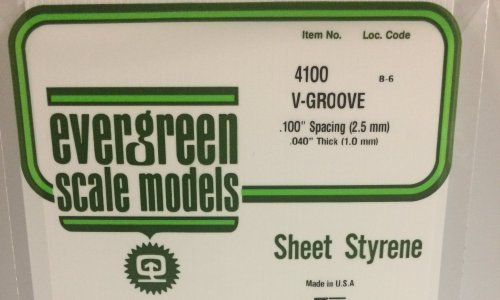 Item No. Loc. Code
4100 B-6
V-GROOVE
.100" Spacing (2.5 mm)
.040" Thick (1.0 mm)
evergreen
scale models
Sheet Styrene
Made in U.S.A